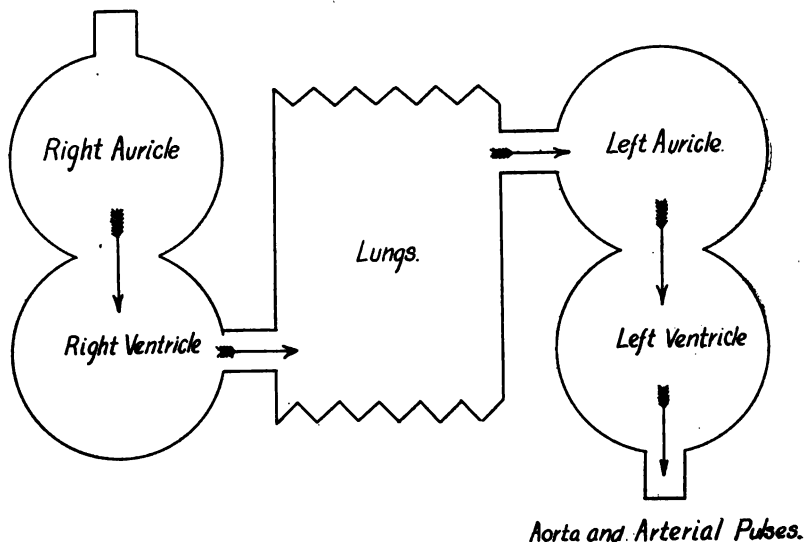 Right Auricle
Left Auricle.
Lungs.
Right Ventricle
Left Ventricle
Aorta and Arterial Pulses.